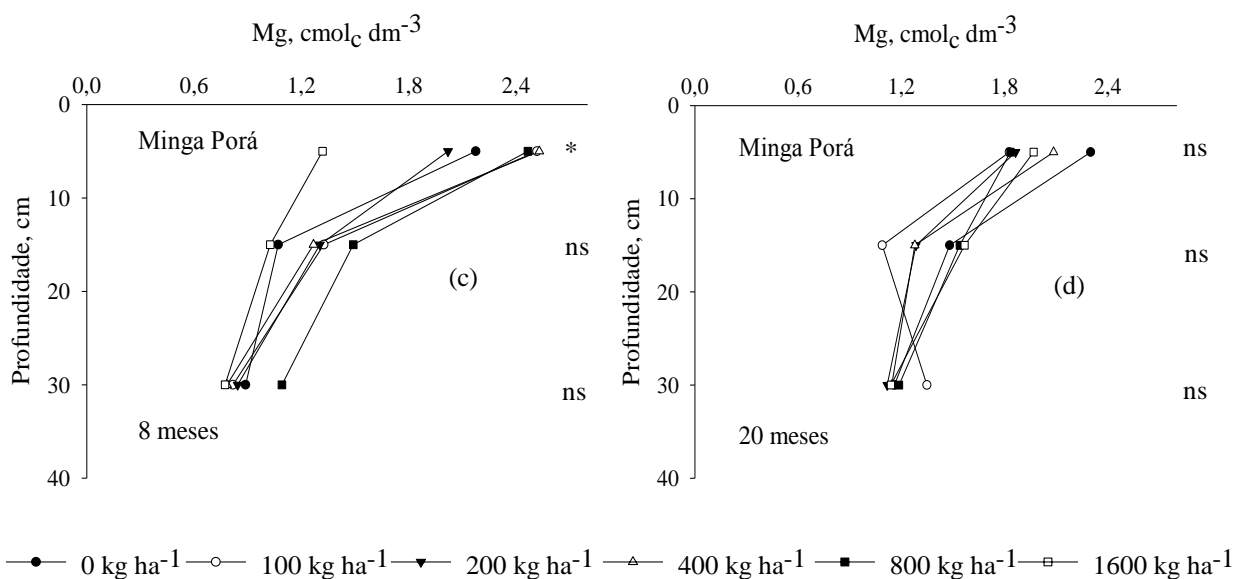 Mg, cmolc dm-3
0,0 0,6 1,2 1,8 2,4
0
10
20
30
40
Profundidade, cm
Minga Porá
*
ns
(c)
ns
8 meses
Mg, cmolc dm-3
0,0 0,6 1,2 1,8 2,4
0
10
20
30
40
Profundidade, cm
Minga Porá
ns
ns
(d)
ns
20 meses
0 kg ha-1 100 kg ha-1 200 kg ha-1 400 kg ha-1 800 kg ha-1 1600 kg ha-1